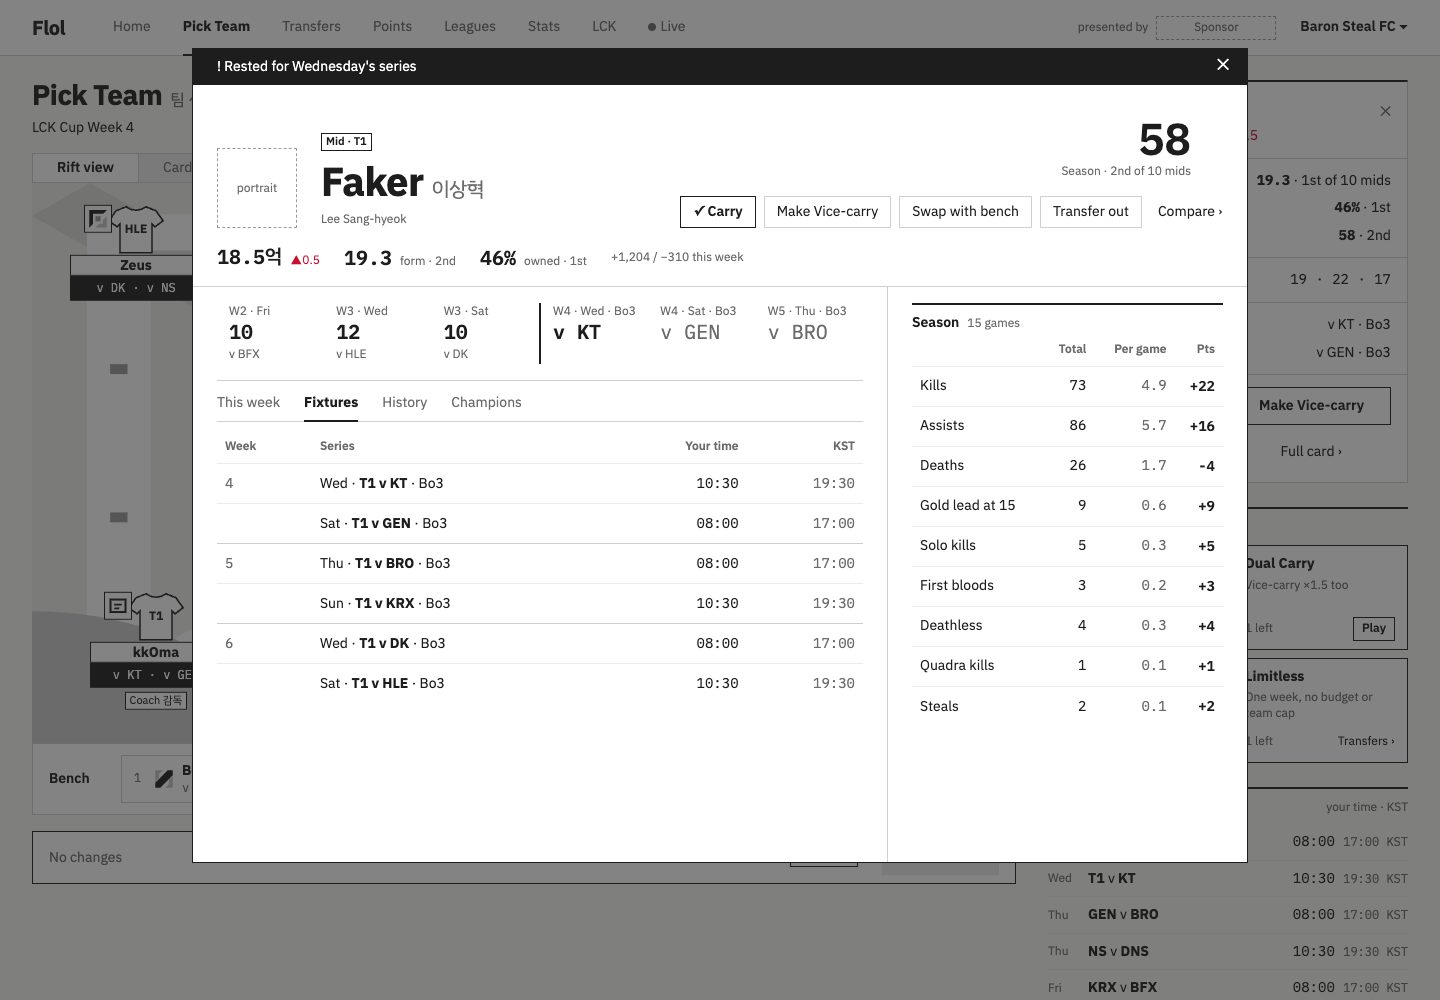 Flol
Home Pick Team Transfers Points Leagues Stats LCK Live
presented by Sponsor Baron Steal FC
! Rested for Wednesday's series
Pick Team 팀
LCK Cup Week 4
Rift view Card
HLE
Zeus
v DK · v NS
T1
kkOma
v KT · v GE
Coach 감독
Bench 1 B
v
No changes
Mid · T1
portrait
Faker 이상혁
Lee Sang-hyeok
58
Season · 2nd of 10 mids
✓ Carry Make Vice-carry Swap with bench Transfer out Compare ›
18.5억 ▲0.5 19.3 form · 2nd 46% owned · 1st +1,204 / −310 this week
W2 · Fri W3 · Wed W3 · Sat W4 · Wed · Bo3 W4 · Sat · Bo3 W5 · Thu · Bo3
10 12 10 v KT v GEN v BRO
v BFX v HLE v DK
This week Fixtures History Champions
Week Series Your time KST
4 Wed · T1 v KT · Bo3 10:30 19:30
Sat · T1 v GEN · Bo3 08:00 17:00
5 Thu · T1 v BRO · Bo3 08:00 17:00
Sun · T1 v KRX · Bo3 10:30 19:30
6 Wed · T1 v DK · Bo3 08:00 17:00
Sat · T1 v HLE · Bo3 10:30 19:30
Season 15 games
Total Per game Pts
Kills 73 4.9 +22
Assists 86 5.7 +16
Deaths 26 1.7 -4
Gold lead at 15 9 0.6 +9
Solo kills 5 0.3 +5
First bloods 3 0.2 +3
Deathless 4 0.3 +4
Quadra kills 1 0.1 +1
Steals 2 0.1 +2
.5
19.3 · 1st of 10 mids
46% · 1st
58 · 2nd
19 · 22 · 17
v KT · Bo3
v GEN · Bo3
Make Vice-carry
Full card ›
Dual Carry
Vice-carry ×1.5 too
1 left Play
Limitless
One week, no budget or
team cap
1 left Transfers ›
your time · KST
08:00 17:00 KST
Wed T1 v KT 10:30 19:30 KST
Thu GEN v BRO 08:00 17:00 KST
Thu NS v DNS 10:30 19:30 KST
Fri KRX v BFX 08:00 17:00 KST